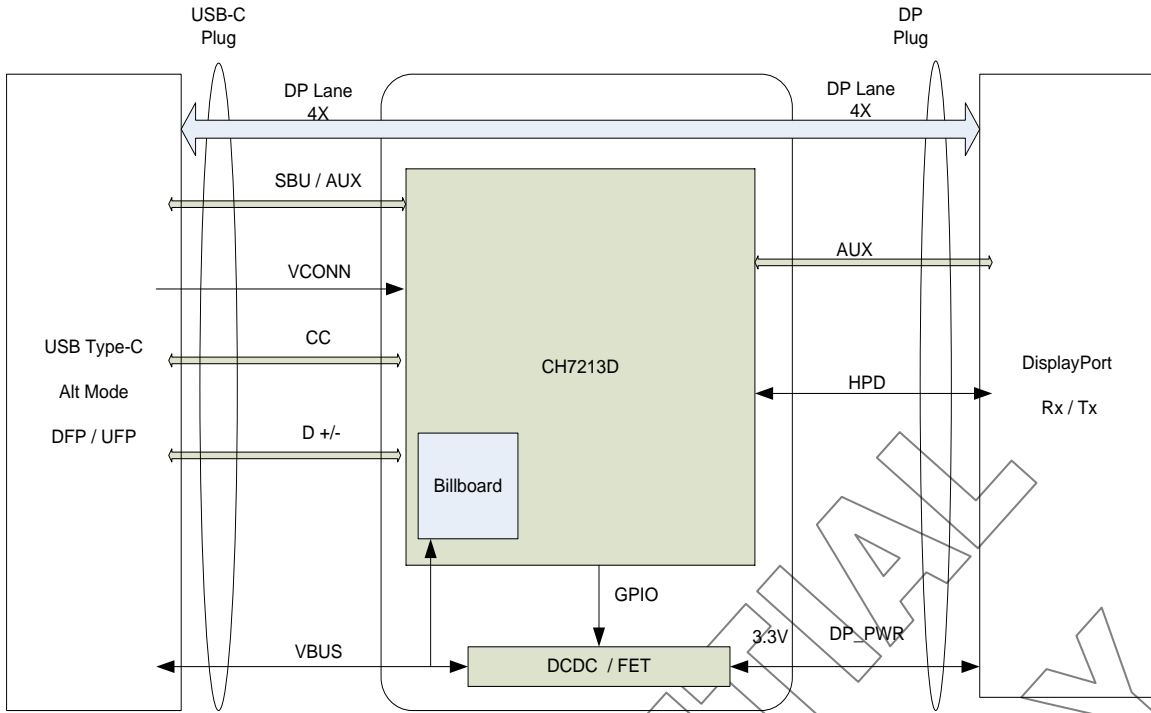 USB-C
Plug
DP
Plug
DP Lane
4X
DP Lane
4X
SBU / AUX
AUX
VCONN
CC
USB Type-C
Alt Mode
DFP / UFP
CH7213D
HPD
DisplayPort
Rx / Tx
D +/-
Billboard
GPIO
VBUS
DCDC / FET
3.3V
DP_PWR
TIAL
Y